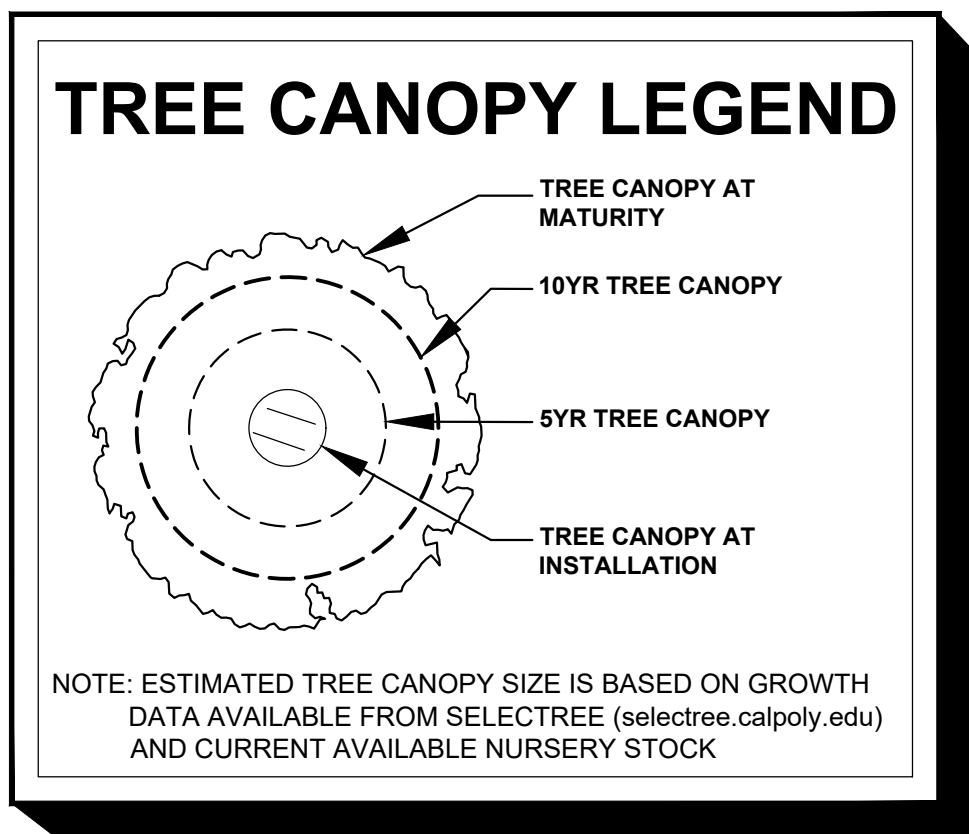 TREE CANOPY LEGEND
TREE CANOPY AT
MATURITY
10YR TREE CANOPY
5YR TREE CANOPY
TREE CANOPY AT
INSTALLATION
NOTE: ESTIMATED TREE CANOPY SIZE IS BASED ON GROWTH
DATA AVAILABLE FROM SELECTREE (selectree.calpoly.edu)
AND CURRENT AVAILABLE NURSERY STOCK